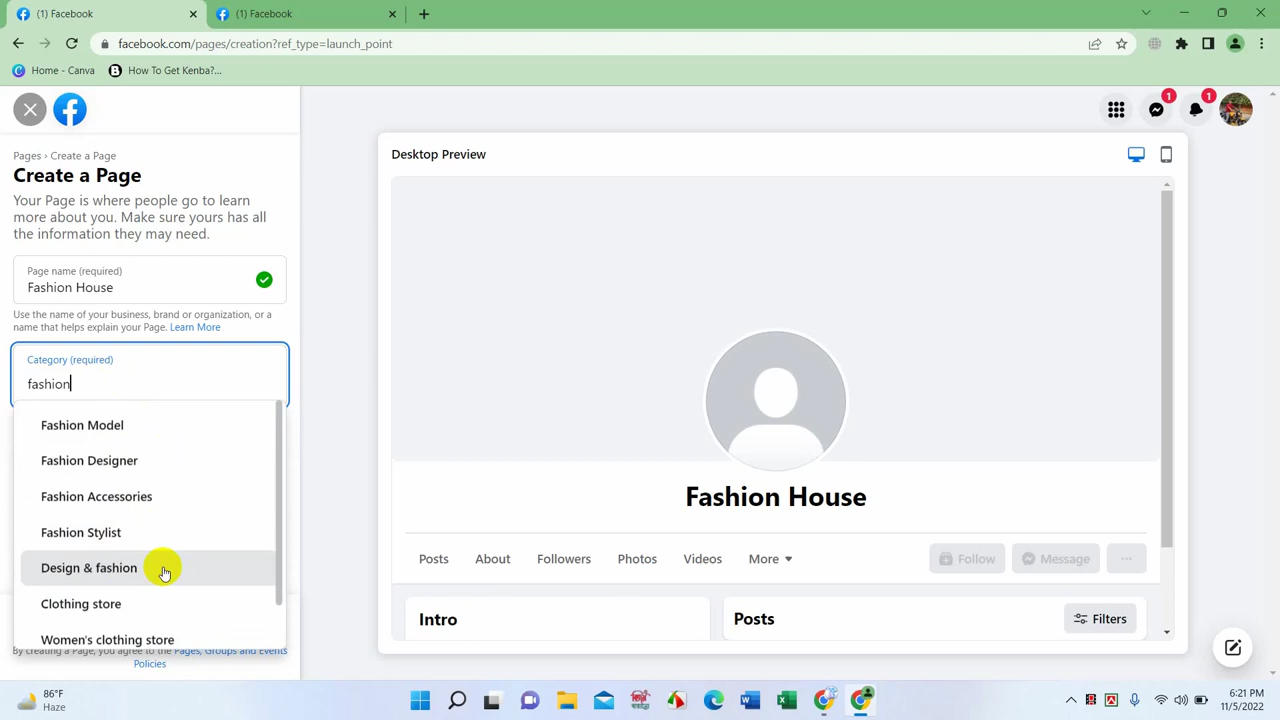 (1) Facebook
(1) Facebook
facebook.com/pages/creation?ref_type=launch_point
Home - Canva
How To Get Kenba?...
1
1
Pages › Create a Page
Create a Page
Your Page is where people go to learn
more about you. Make sure yours has all
the information they may need.
Page name (required)
Fashion House
Use the name of your business, brand or organization, or a
name that helps explain your Page. Learn More
Category (required)
fashion
Fashion Model
Fashion Designer
Fashion Accessories
Fashion Stylist
Design & fashion
Clothing store
Women's clothing store
By creating a Page, you agree to the Pages, Groups and Events
Policies
Desktop Preview
Fashion House
Posts
About
Followers
Photos
Videos
More
Follow
Message
Intro
Posts
Filters
86°F
Haze
6:21 PM
11/5/2022